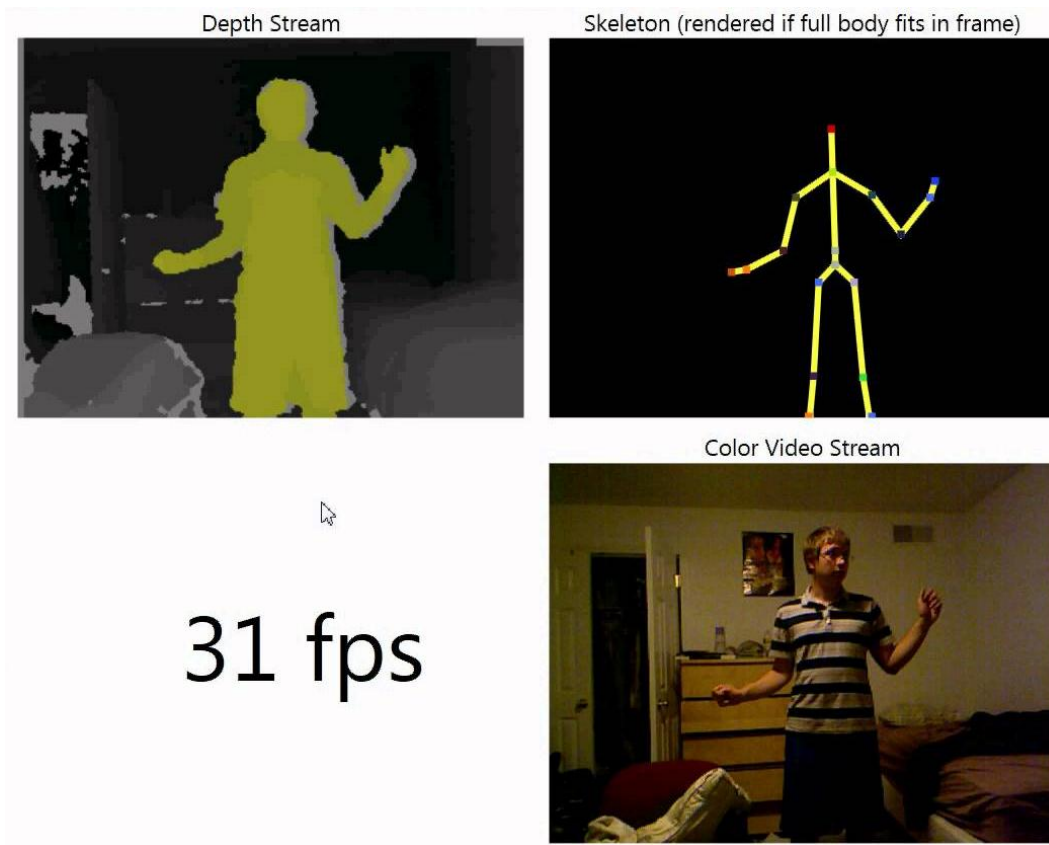 Depth Stream
Skeleton (rendered if full body fits in frame)
Color Video Stream
31 fps